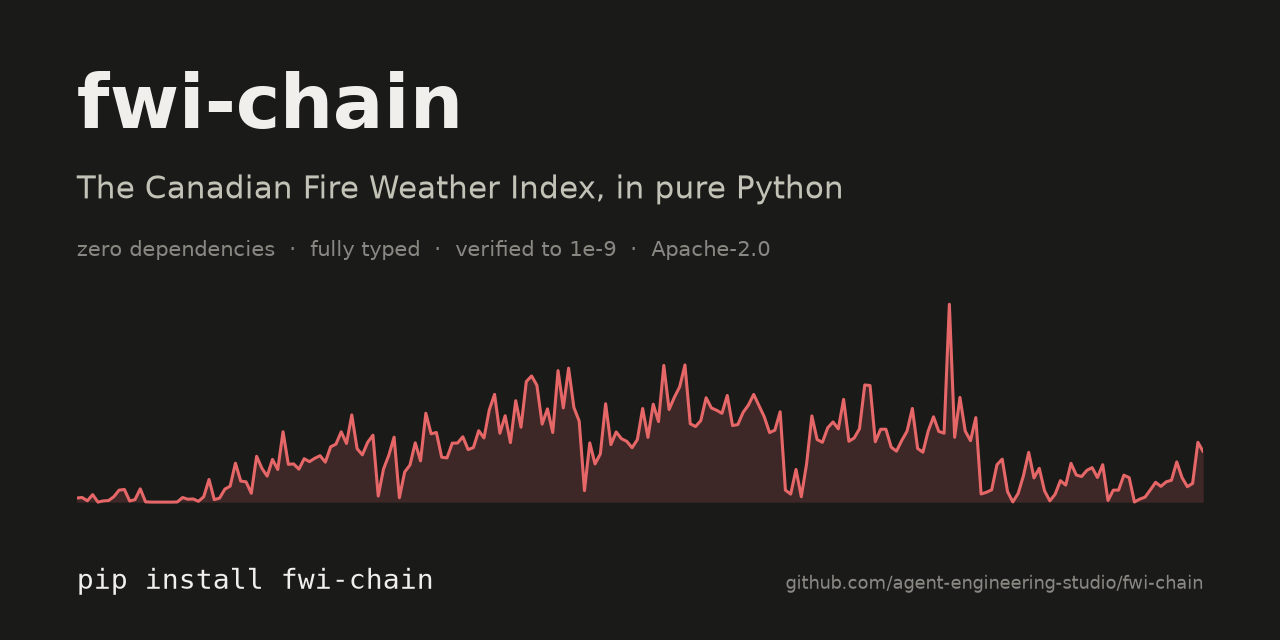 fwi-chain
The Canadian Fire Weather Index, in pure Python
zero dependencies · fully typed · verified to 1e-9 · Apache-2.0
pip install fwi-chain
github.com/agent-engineering-studio/fwi-chain